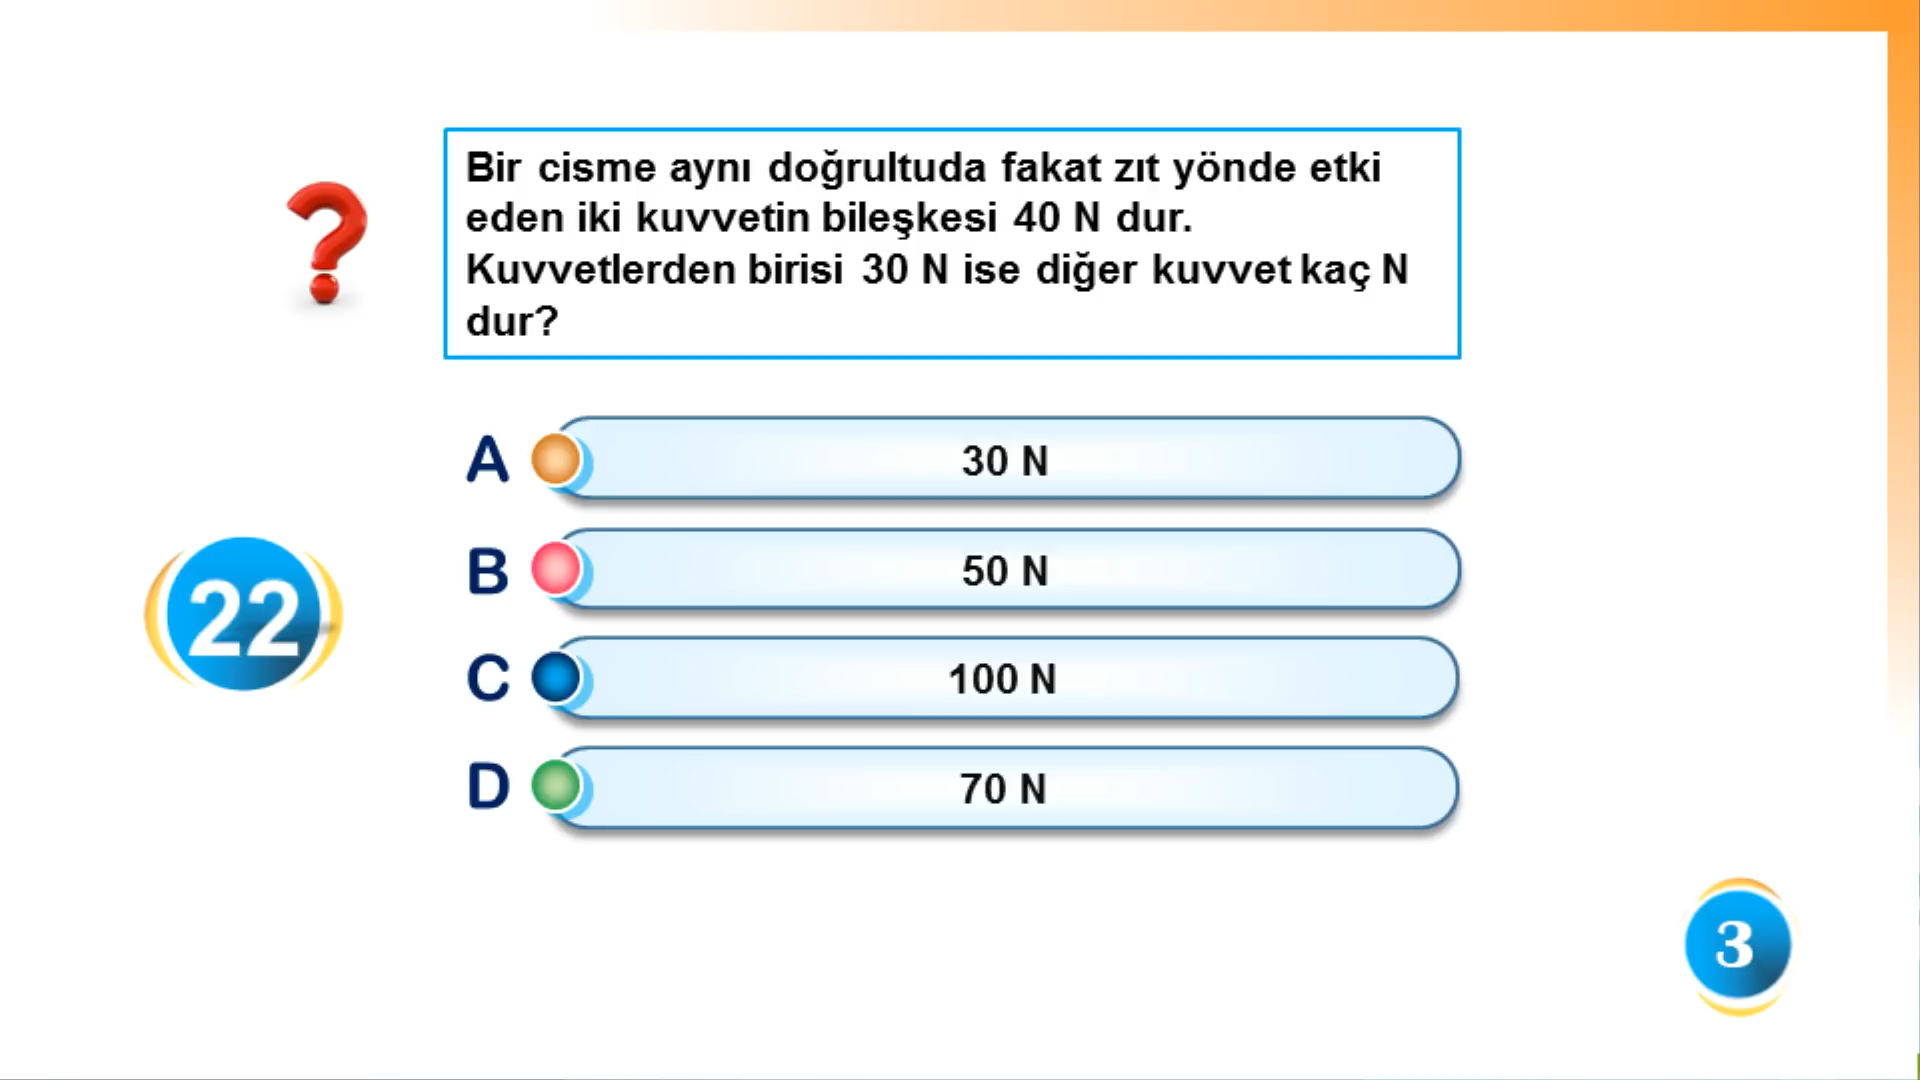 Bir cisme aynı doğrultuda fakat zıt yönde etki
eden iki kuvvetin bileşkesi 40 N dur.
Kuvvetlerden birisi 30 N ise diğer kuvvet kaç N
dur?
A 30 N
B 50 N
22
C 100 N
D 70 N
3